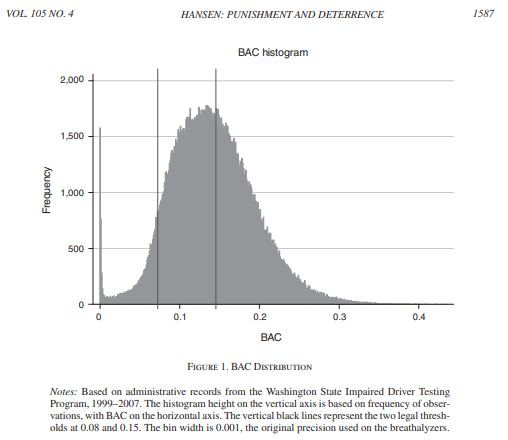 VOL. 105 NO. 4 HANSEN: PUNISHMENT AND DETERRENCE 1587
BAC histogram
2,000
1,500
1,000
500
0
Frequency
0 0.1 0.2 0.3 0.4
BAC
Figure 1. BAC Distribution
Notes: Based on administrative records from the Washington State Impaired Driver Testing
Program, 1999–2007. The histogram height on the vertical axis is based on frequency of obser-
vations, with BAC on the horizontal axis. The vertical black lines represent the two legal thresh-
olds at 0.08 and 0.15. The bin width is 0.001, the original precision used on the breathalyzers.